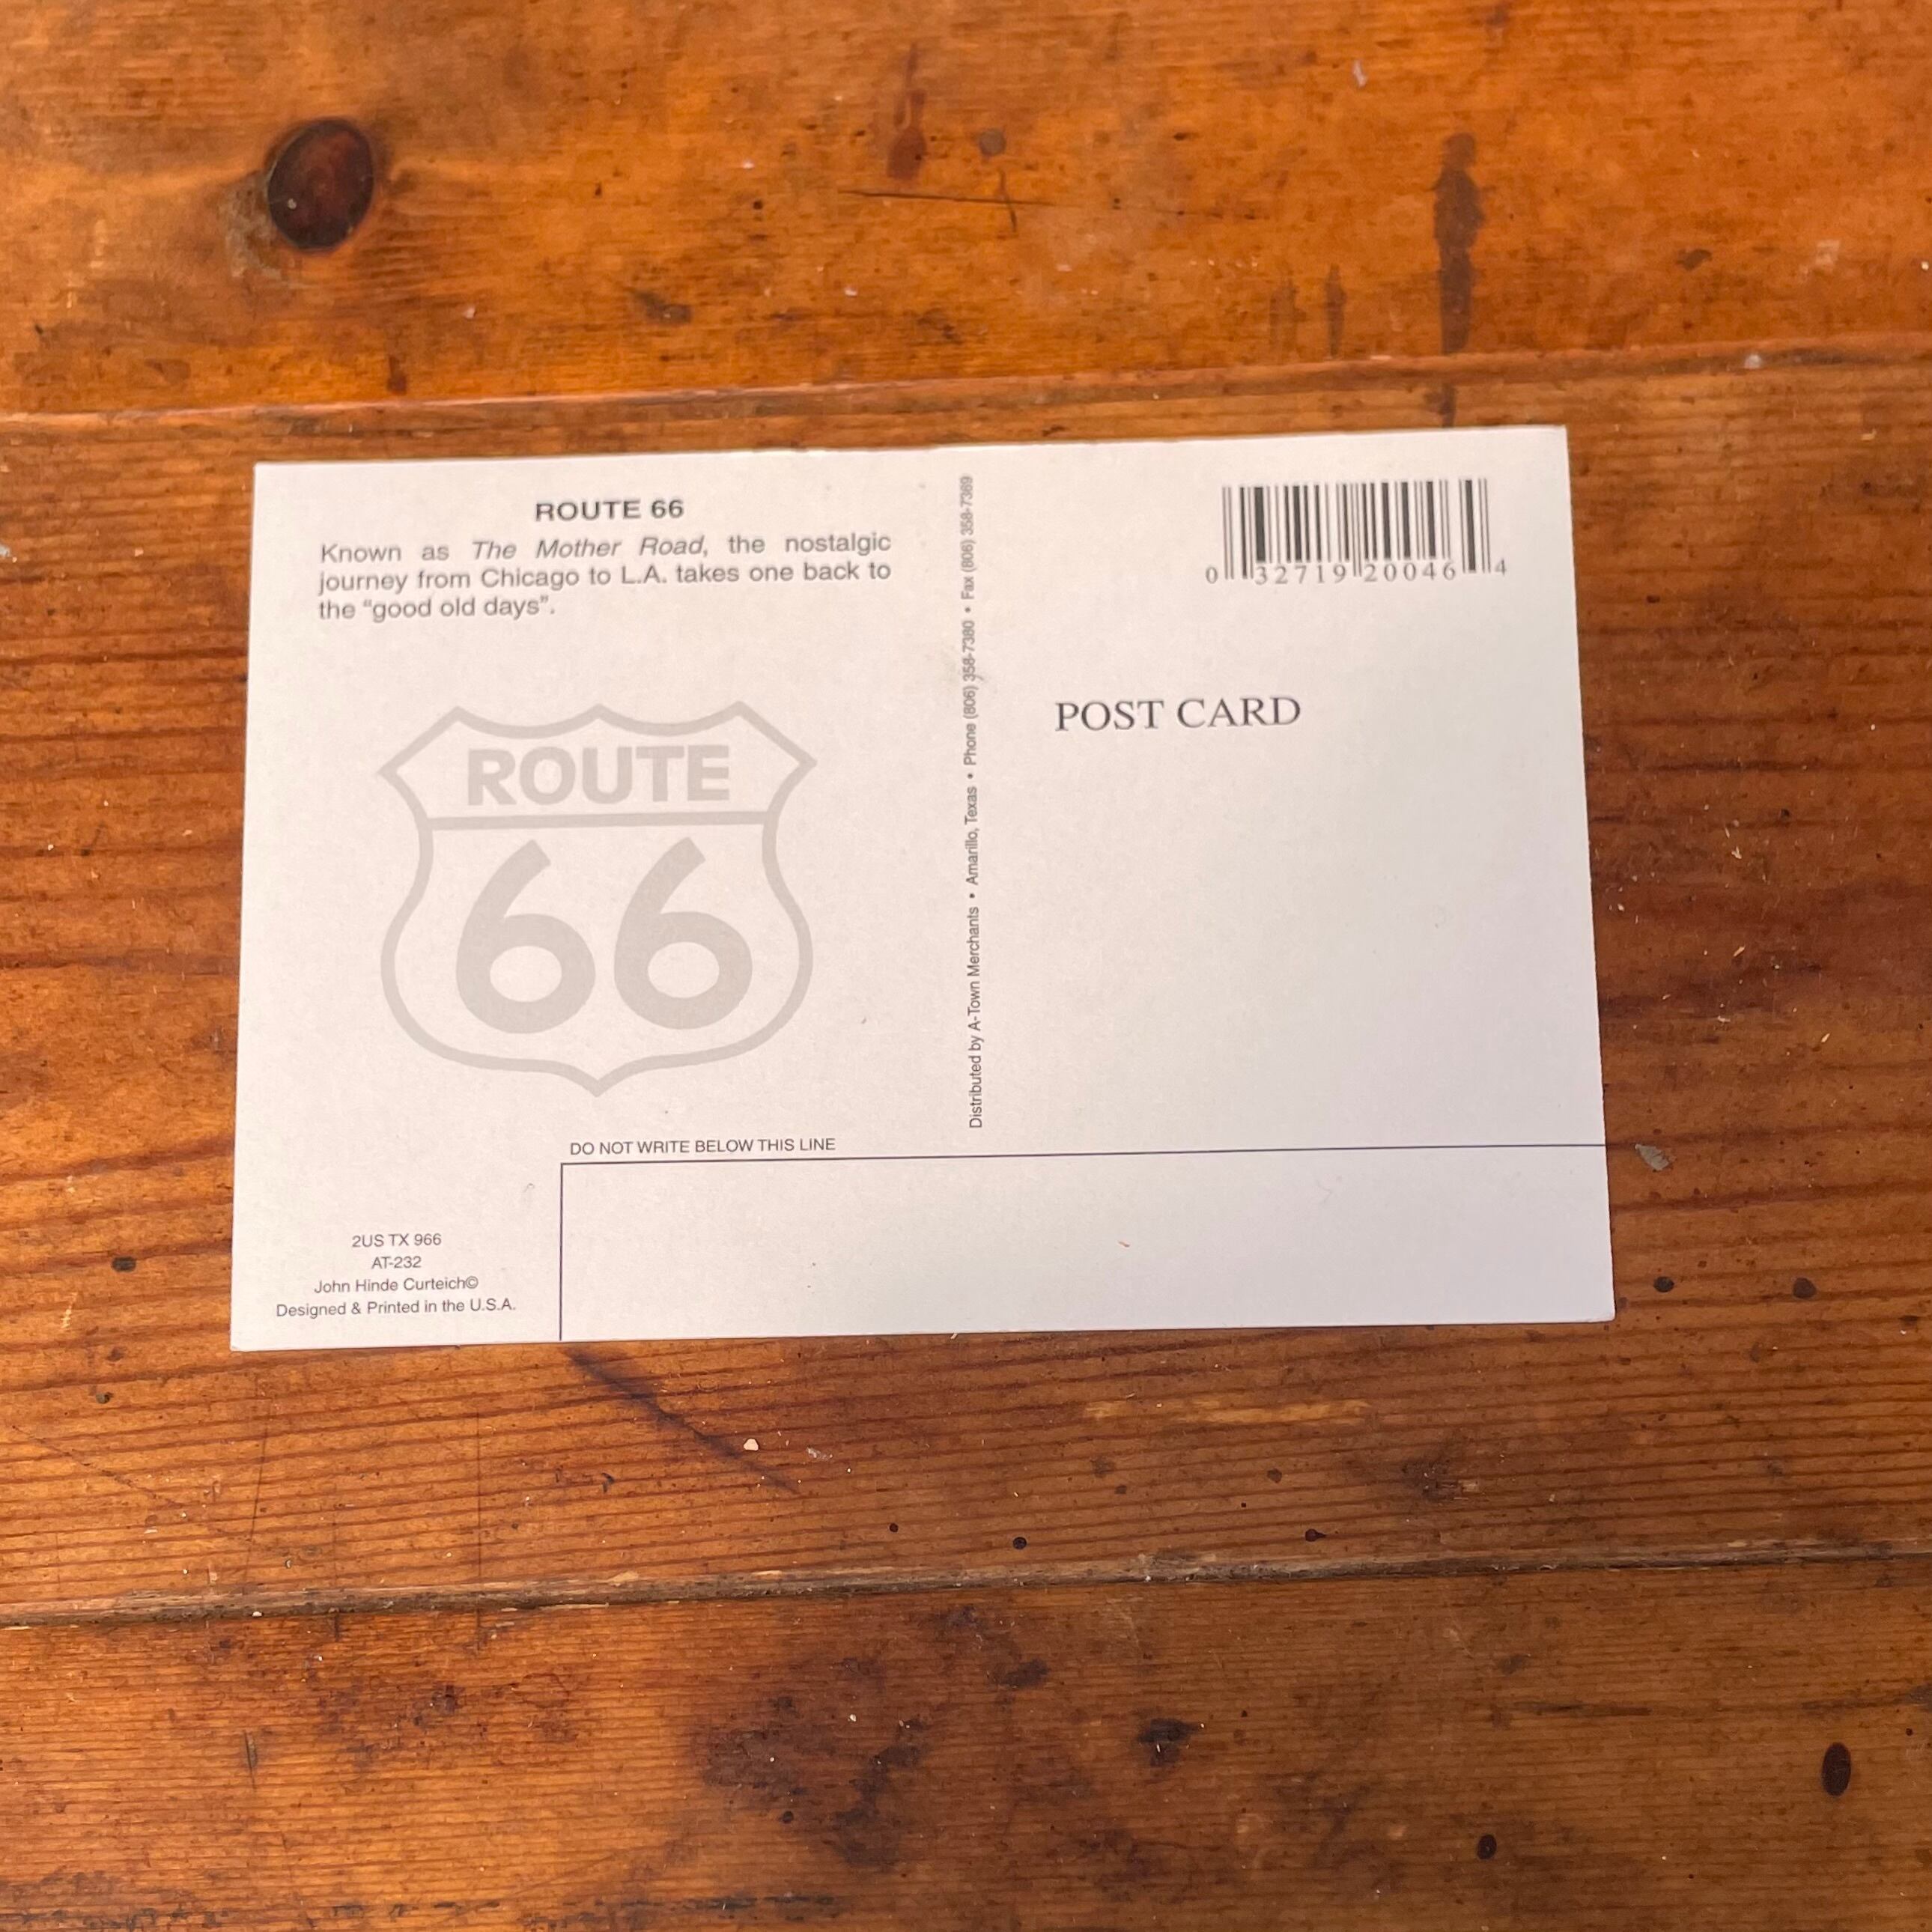 ROUTE 66
Known as The Mother Road, the nostalgic
journey from Chicago to L.A. takes one back to
the “good old days”.
ROUTE
66
DO NOT WRITE BELOW THIS LINE
2US TX 966
AT-232
John Hinde Curteich©
Designed & Printed in the U.S.A.
Distributed by A-Town Merchants • Amarillo, Texas • Phone (806) 358-7380 • Fax (806) 358-7369
0 32719 20046 4
POST CARD